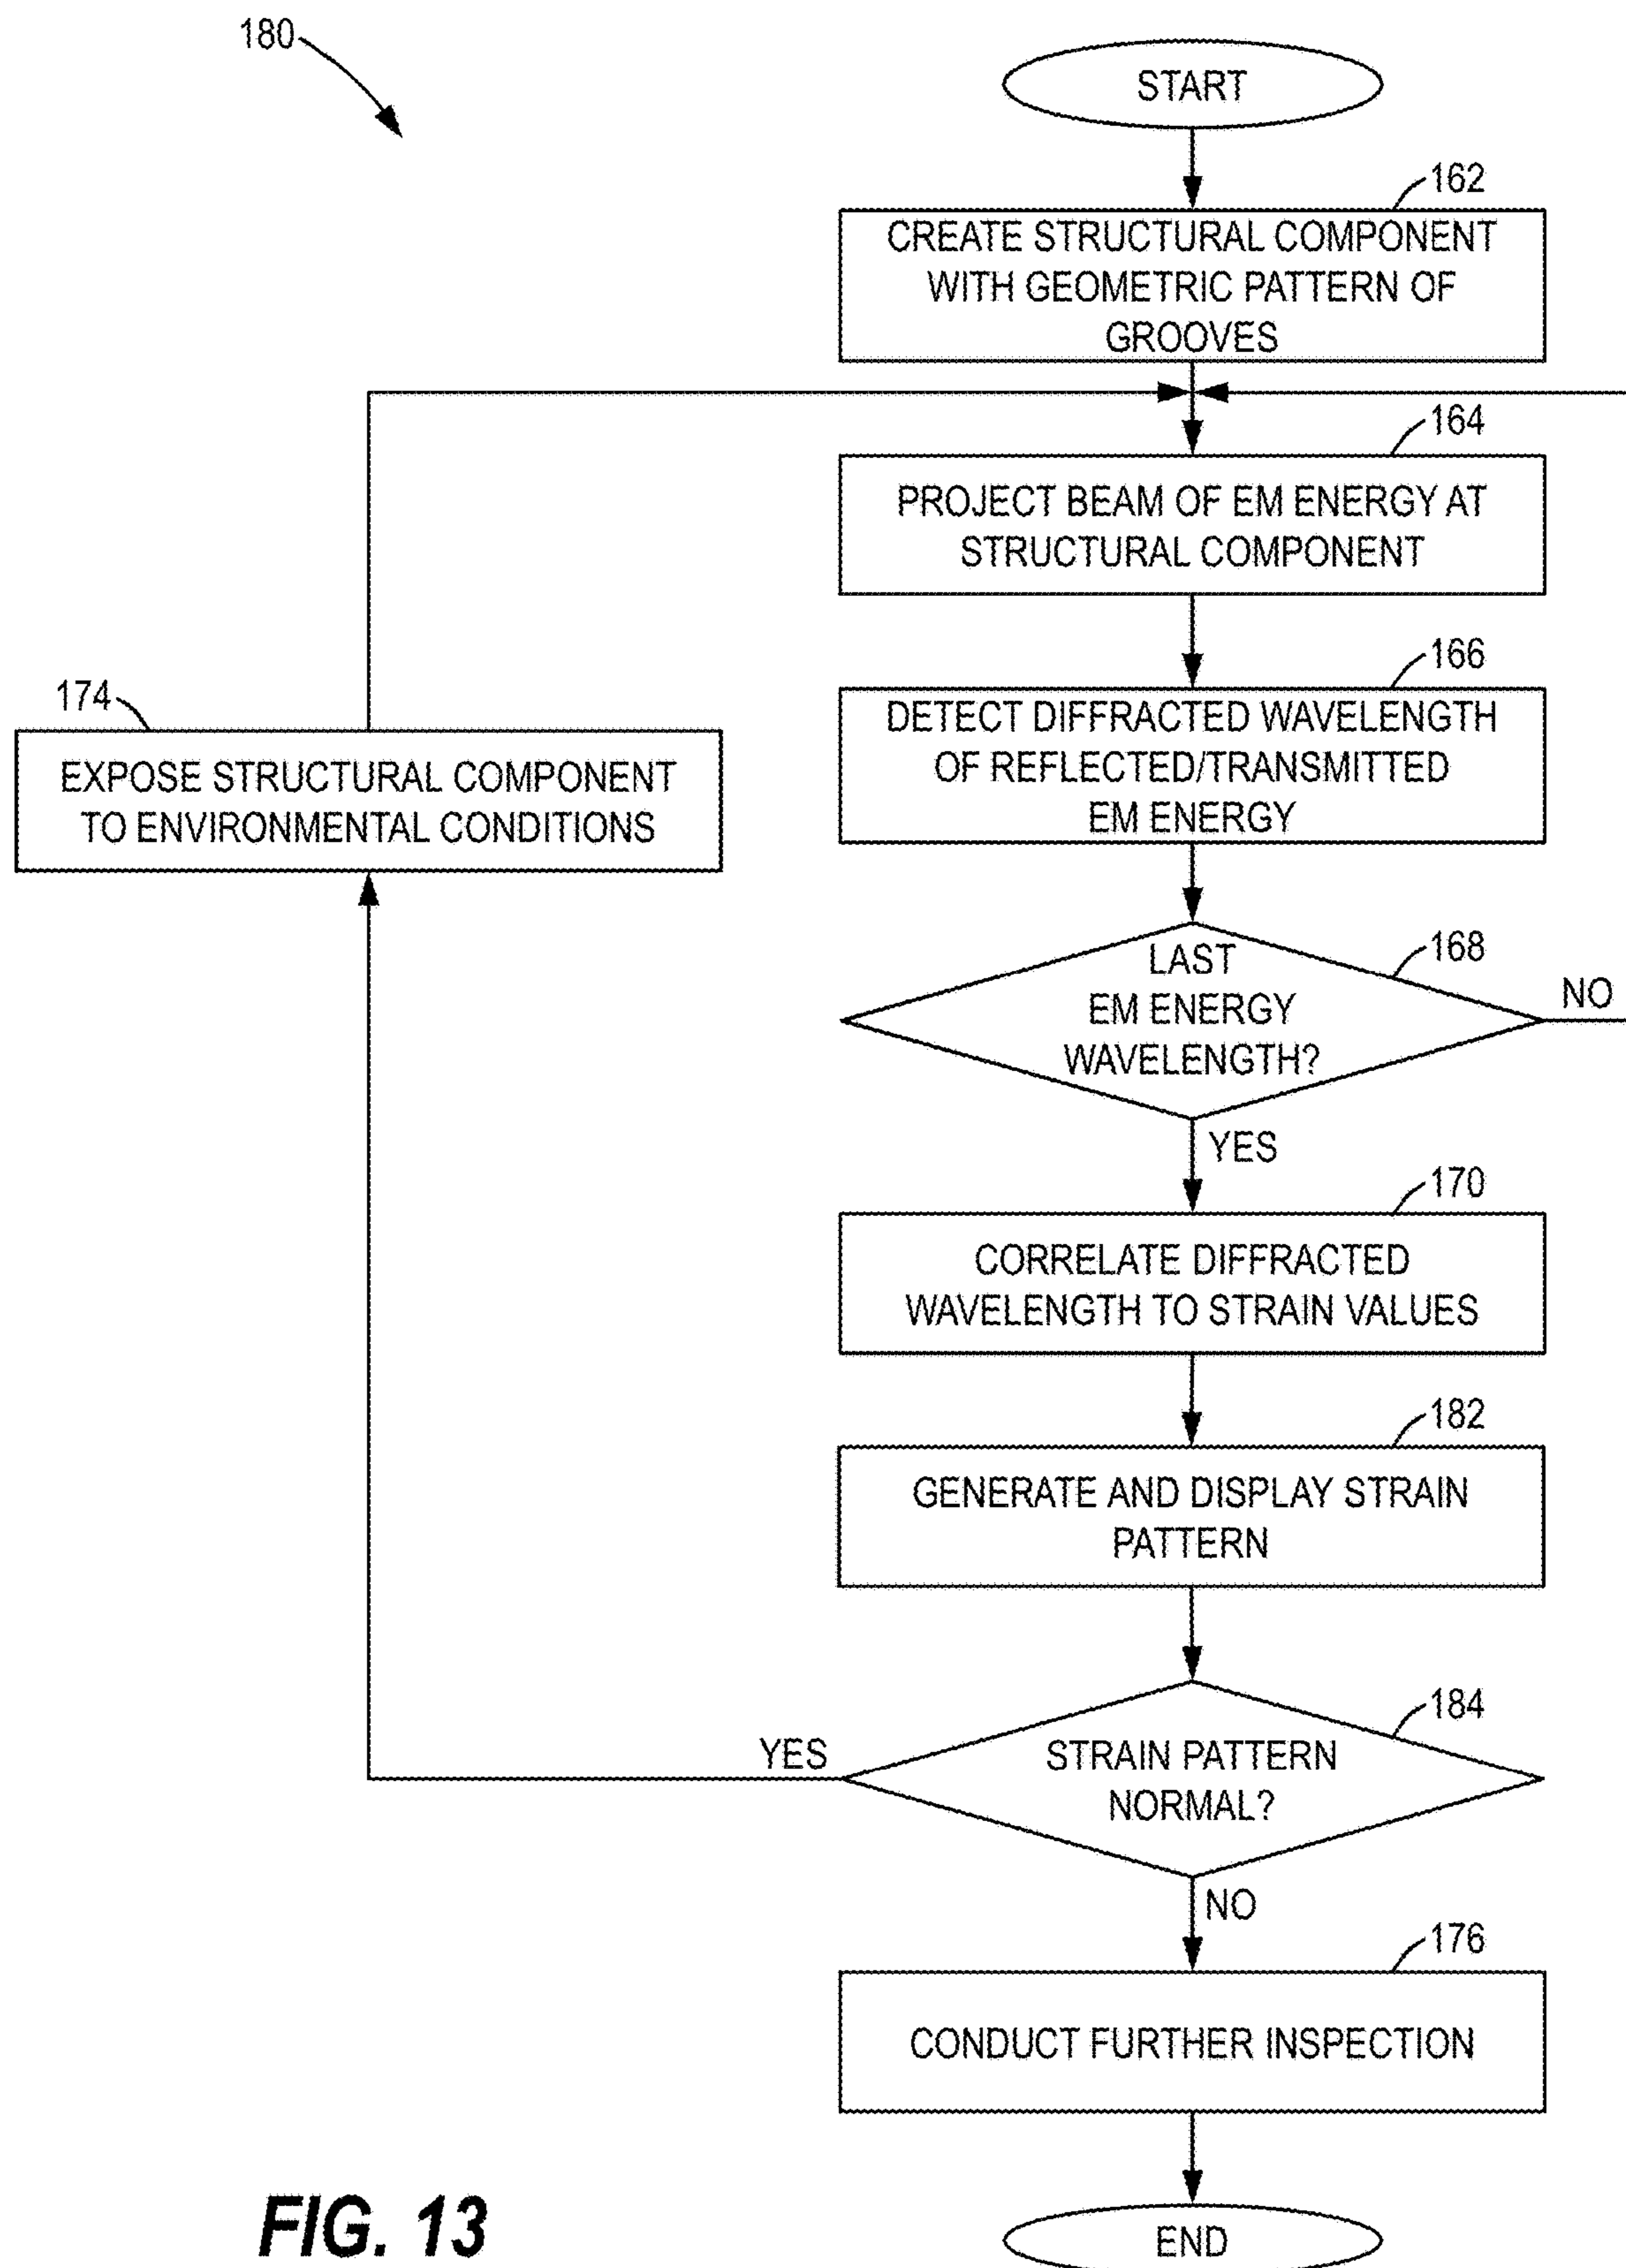 180
START
162
CREATE STRUCTURAL COMPONENT
WITH GEOMETRIC PATTERN OF
GROOVES
164
PROJECT BEAM OF EM ENERGY AT
STRUCTURAL COMPONENT
166
DETECT DIFFRACTED WAVELENGTH
OF REFLECTED/TRANSMITTED
EM ENERGY
174
EXPOSE STRUCTURAL COMPONENT
TO ENVIRONMENTAL CONDITIONS
168
LAST
EM ENERGY
WAVELENGTH?
NO
YES
170
CORRELATE DIFFRACTED
WAVELENGTH TO STRAIN VALUES
182
GENERATE AND DISPLAY STRAIN
PATTERN
184
STRAIN PATTERN
NORMAL?
YES
NO
176
CONDUCT FURTHER INSPECTION
END
FIG. 13